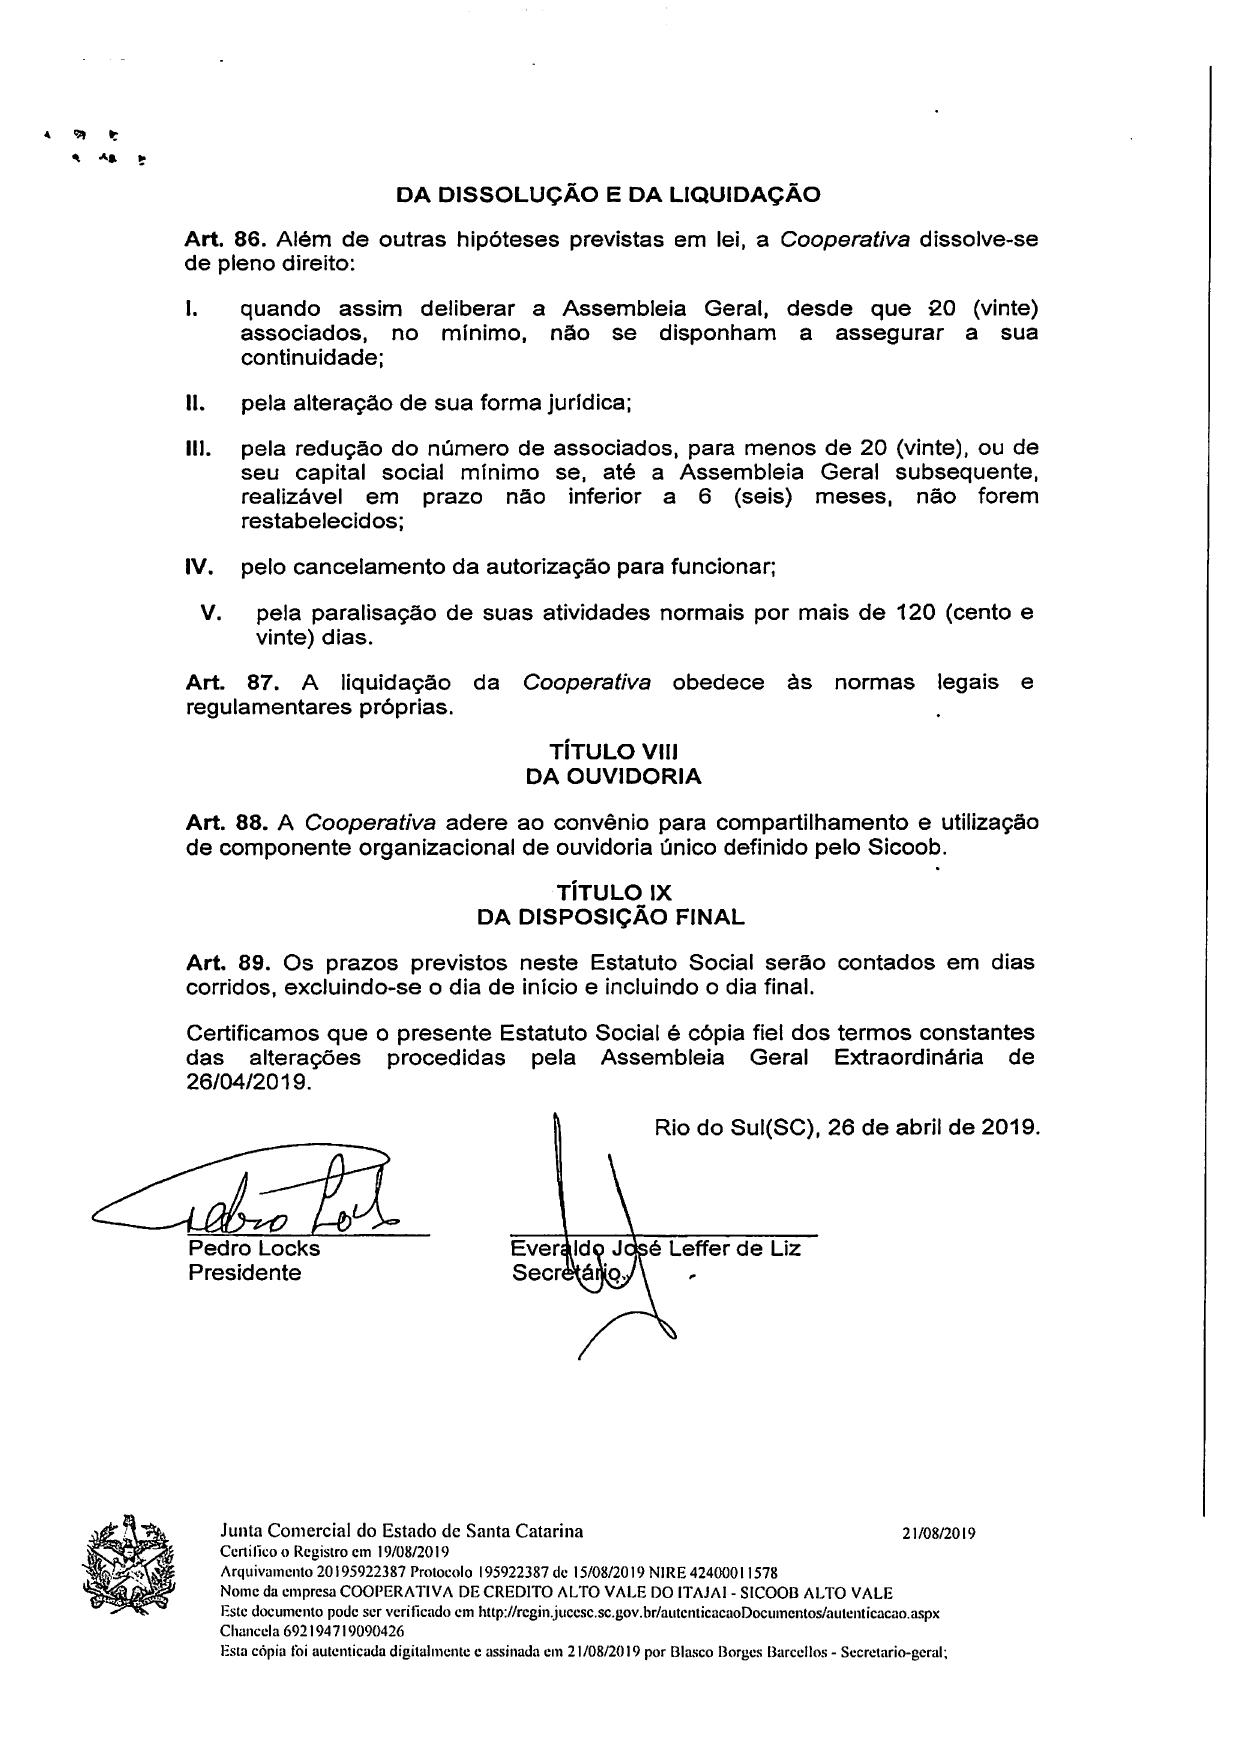 DA DISSOLUÇÃO E DA LIQUIDAÇÃO
Art. 86. Além de outras hipóteses previstas em lei, a Cooperativa dissolve-se
de pleno direito:
I. quando assim deliberar a Assembleia Geral, desde que 20 (vinte)
associados, no mínimo, não se disponham a assegurar a sua
continuidade;
II. pela alteração de sua forma jurídica;
III. pela redução do número de associados, para menos de 20 (vinte), ou de
seu capital social mínimo se, até a Assembleia Geral subsequente,
realizável em prazo não inferior a 6 (seis) meses, não forem
restabelecidos;
IV. pelo cancelamento da autorização para funcionar;
V. pela paralisação de suas atividades normais por mais de 120 (cento e
vinte) dias.
Art. 87. A liquidação da Cooperativa obedece às normas legais e
regulamentares próprias.
TÍTULO VIII
DA OUVIDORIA
Art. 88. A Cooperativa adere ao convênio para compartilhamento e utilização
de componente organizacional de ouvidoria único definido pelo Sicoob.
TÍTULO IX
DA DISPOSIÇÃO FINAL
Art. 89. Os prazos previstos neste Estatuto Social serão contados em dias
corridos, excluindo-se o dia de início e incluindo o dia final.
Certificamos que o presente Estatuto Social é cópia fiel dos termos constantes
das alterações procedidas pela Assembleia Geral Extraordinária de
26/04/2019.
Rio do Sul(SC), 26 de abril de 2019.
Pedro Locks
Presidente
Everaldo José Leffer de Liz
Secretário
Junta Comercial do Estado de Santa Catarina
21/08/2019
Certifico o Registro em 19/08/2019
Arquivamento 20195922387 Protocolo 195922387 de 15/08/2019 NIRE 42400011578
Nome da empresa COOPERATIVA DE CREDITO ALTO VALE DO ITAJAI - SICOOB ALTO VALE
Este documento pode ser verificado em http://regin.jucesc.sc.gov.br/autenticacaoDocumentos/autenticacao.aspx
Chancela 692194719090426
Esta cópia foi autenticada digitalmente e assinada em 21/08/2019 por Blasco Borges Barcellos - Secretario-geral;